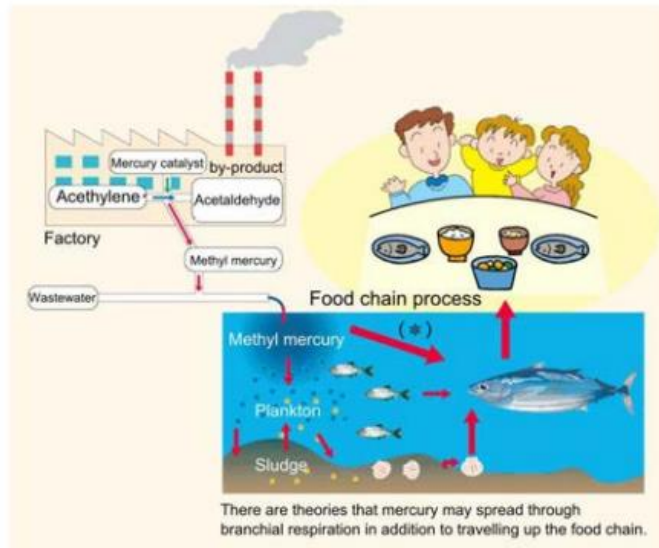 Mercury catalyst
by-product
Acethylene
Acetaldehyde
Factory
Methyl mercury
Wastewater
Food chain process
(*)
Methyl mercury
Plankton
Sludge
There are theories that mercury may spread through
branchial respiration in addition to travelling up the food chain.